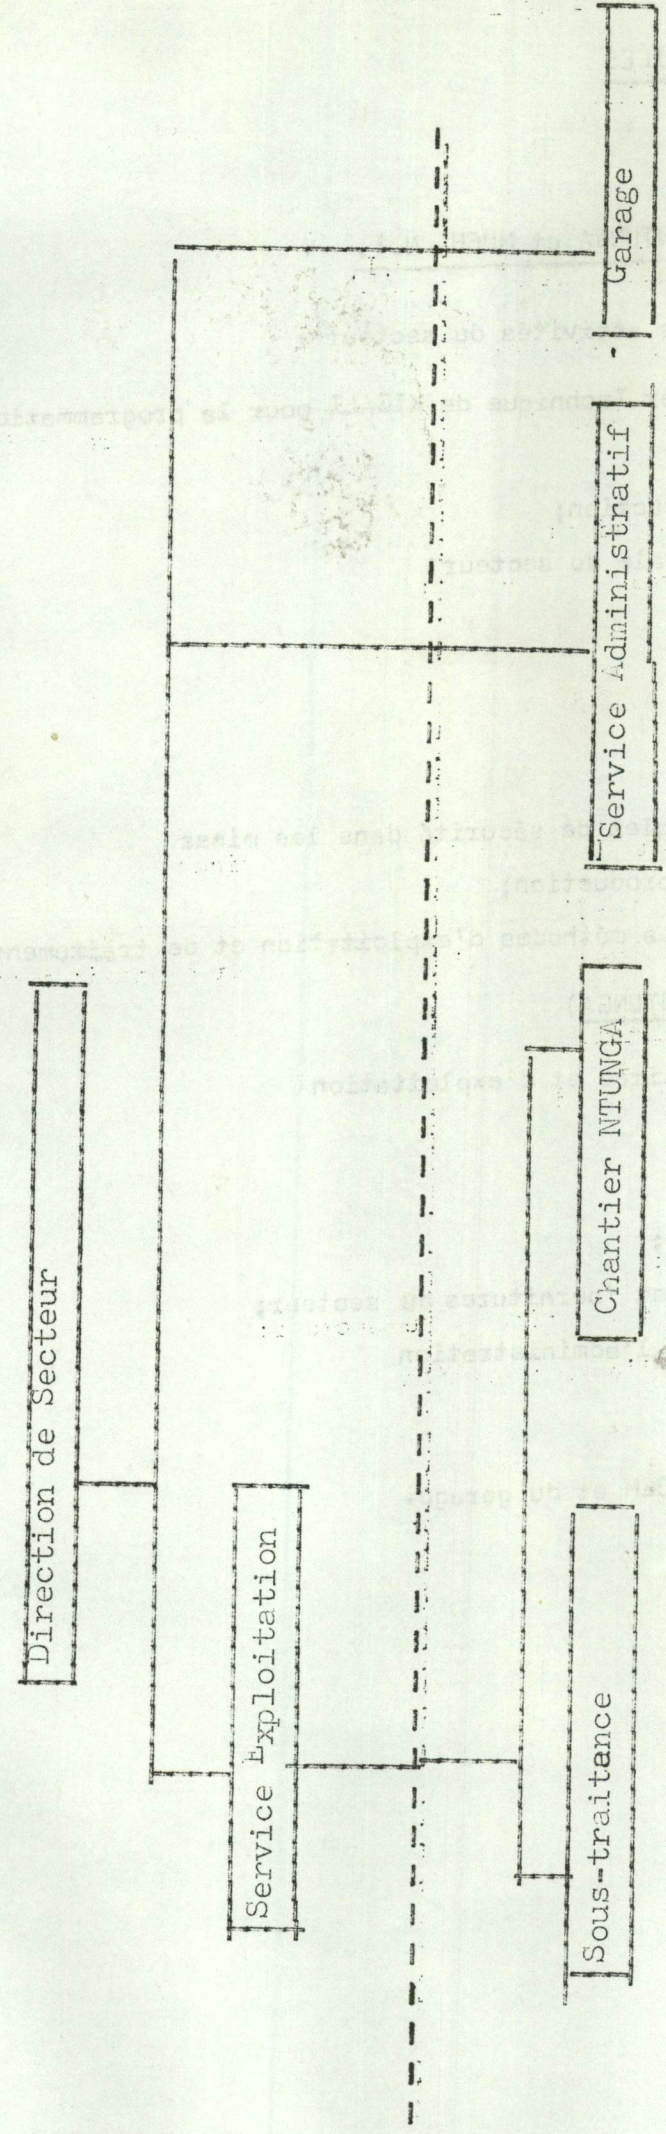 Direction de Secteur
Service Exploitation
Sous-traitance
Chantier NTUNGA
Service Administratif
Garage